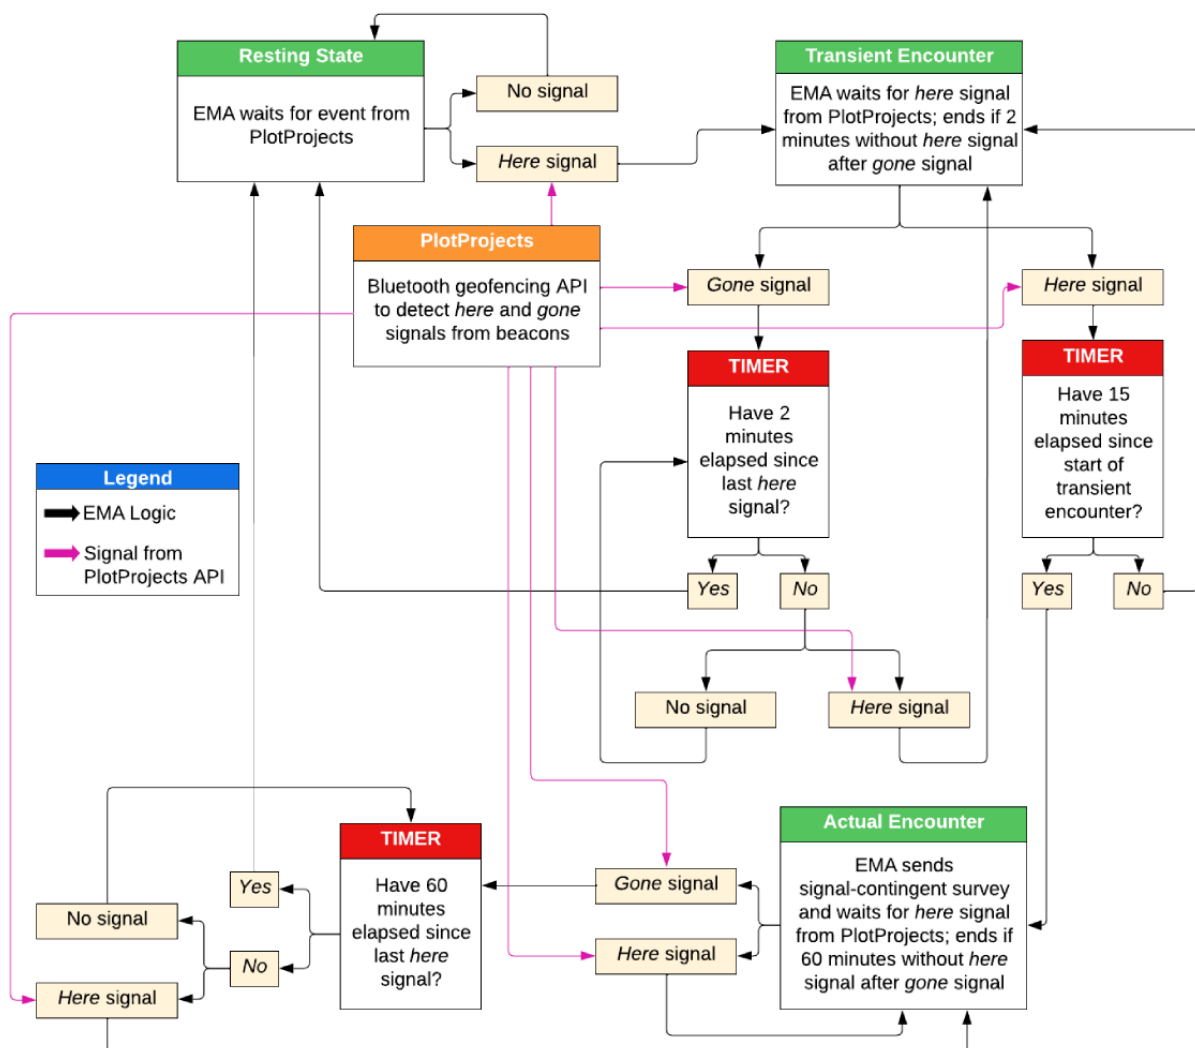 Resting State
EMA waits for event from
PlotProjects
No signal
Here signal
Transient Encounter
EMA waits for here signal
from PlotProjects; ends if 2
minutes without here signal
after gone signal
PlotProjects
Bluetooth geofencing API
to detect here and gone
signals from beacons
Gone signal
Here signal
TIMER
Have 2
minutes
elapsed since
last here
signal?
TIMER
Have 15
minutes
elapsed since
start of
transient
encounter?
Legend
EMA Logic
Signal from
PlotProjects API
Yes
No
Yes
No
No signal
Here signal
TIMER
Have 60
minutes
elapsed since
last here
signal?
Yes
No
No signal
Here signal
Gone signal
Here signal
Actual Encounter
EMA sends
signal-contingent survey
and waits for here signal
from PlotProjects; ends if
60 minutes without here
signal after gone signal